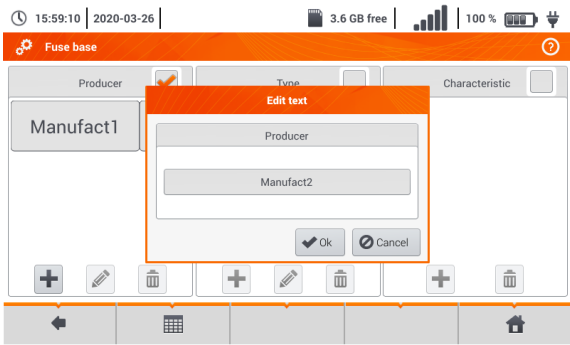 15:59:10 2020-03-26 3.6 GB free 100 %
Fuse base ?
Producer Type Characteristic
Edit text
Manufact1
Producer
Manufact2
Ok Cancel